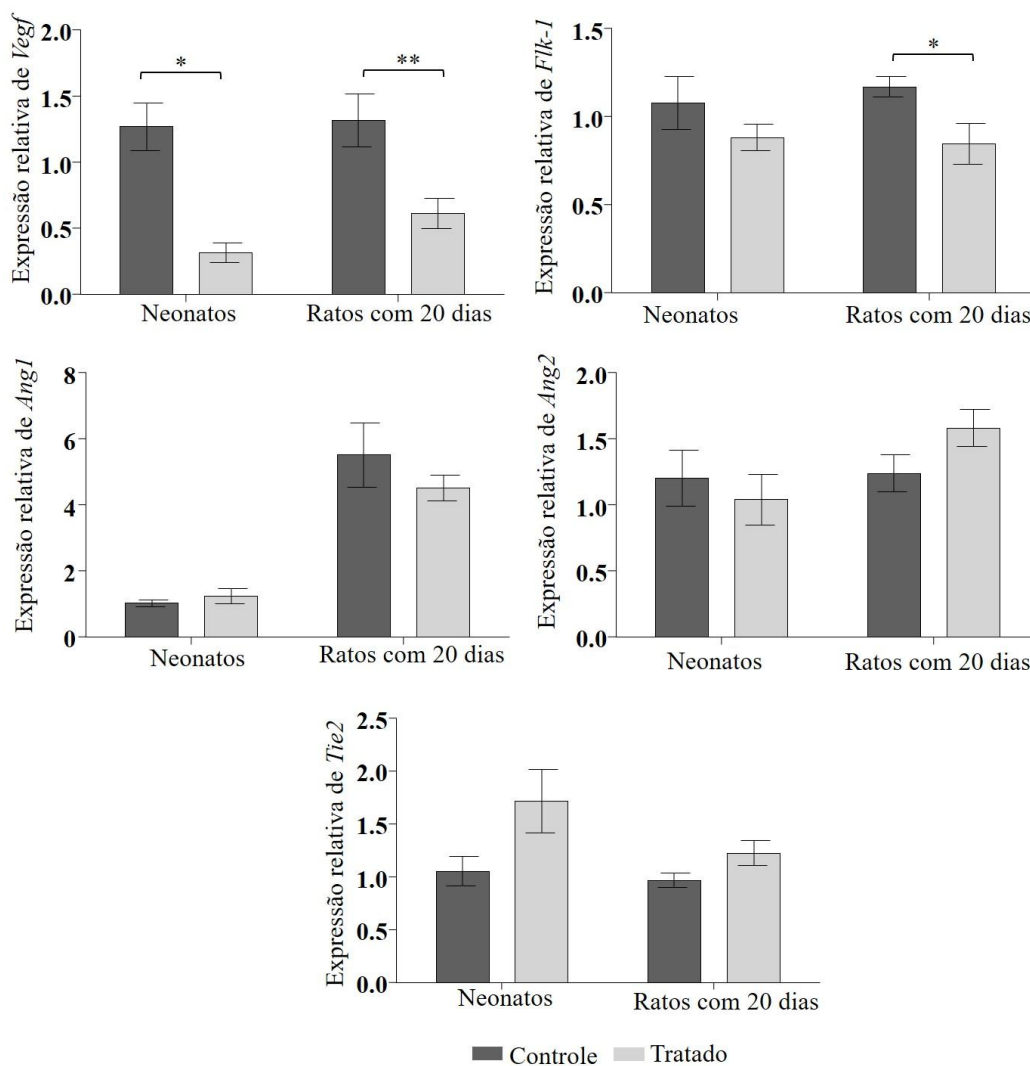 Expressão relativa de Vegf
2.0
1.5
1.0
0.5
0.0
*
**
Neonatos
Ratos com 20 dias
Expressão relativa de Flk-1
1.5
1.0
0.5
0.0
*
Neonatos
Ratos com 20 dias
Expressão relativa de Ang1
8
6
4
2
0
Neonatos
Ratos com 20 dias
Expressão relativa de Ang2
2.0
1.5
1.0
0.5
0.0
Neonatos
Ratos com 20 dias
Expressão relativa de Tie2
2.5
2.0
1.5
1.0
0.5
0.0
Neonatos
Ratos com 20 dias
Controle
Tratado